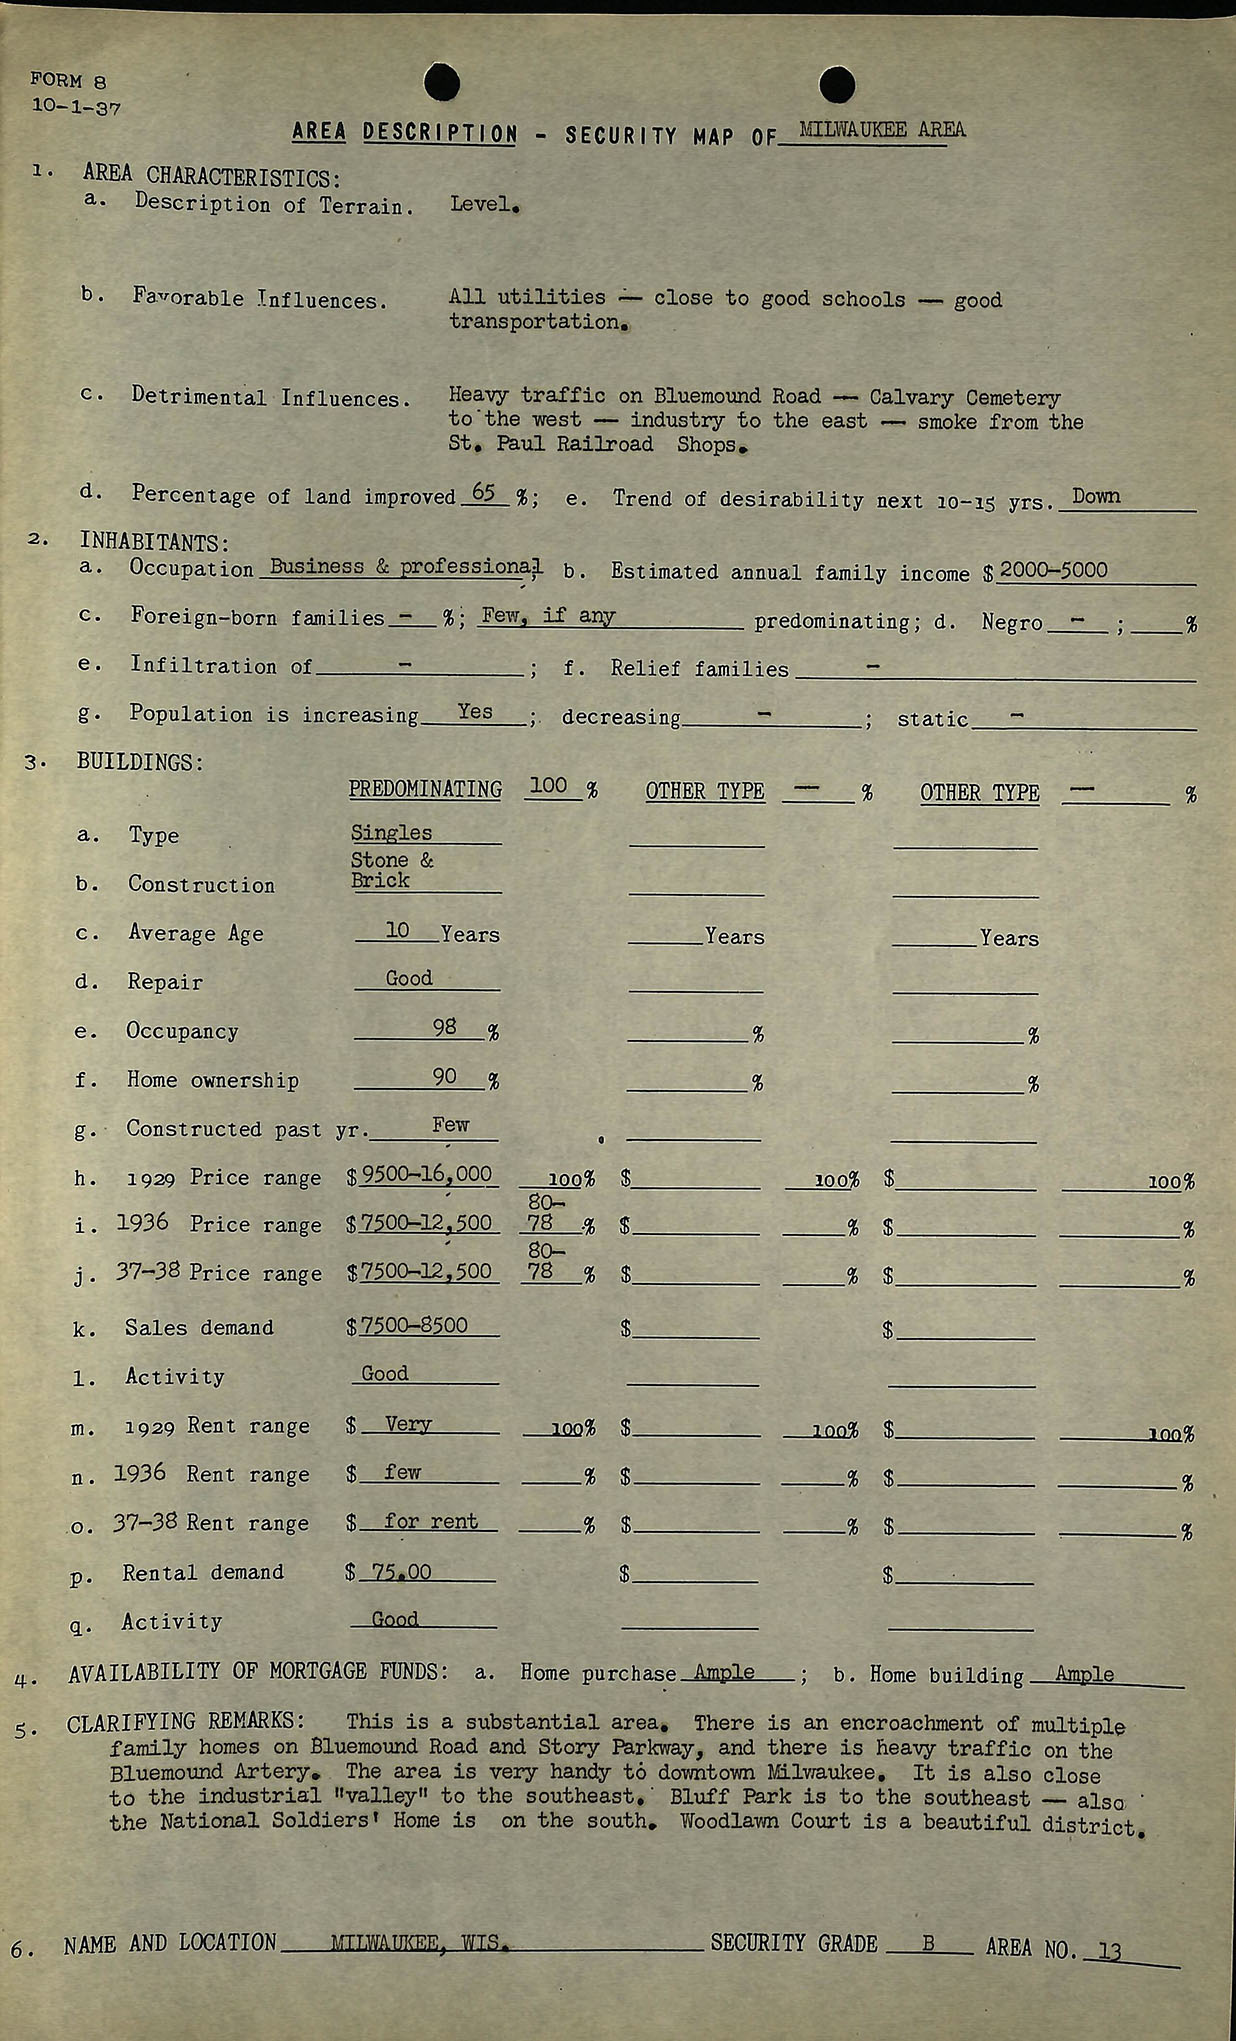 FORM 8
10-1-37
AREA DESCRIPTION - SECURITY MAP OF MILWAUKEE AREA
1. AREA CHARACTERISTICS:
a. Description of Terrain. Level.
b. Favorable Influences. All utilities — close to good schools — good
transportation.
c. Detrimental Influences. Heavy traffic on Bluemound Road — Calvary Cemetery
to the west — industry to the east — smoke from the
St. Paul Railroad Shops.
d. Percentage of land improved 65 %; e. Trend of desirability next 10-15 yrs. Down
2. INHABITANTS:
a. Occupation Business & professional; b. Estimated annual family income $ 2000-5000
c. Foreign-born families - %; Few, if any predominating; d. Negro - ; %
e. Infiltration of - ; f. Relief families -
g. Population is increasing Yes ; decreasing - ; static -
3. BUILDINGS:
PREDOMINATING 100 % OTHER TYPE — % OTHER TYPE — %
a. Type Singles
Stone &
b. Construction Brick
c. Average Age 10 Years Years Years
d. Repair Good
e. Occupancy 98 % % %
f. Home ownership 90 % % %
g. Constructed past yr. Few
h. 1929 Price range $ 9500-16,000 100% $ 100% $ 100%
80-
i. 1936 Price range $ 7500-12,500 78 % $ % $ %
80-
j. 37-38 Price range $ 7500-12,500 78 % $ % $ %
k. Sales demand $ 7500-8500 $ $
l. Activity Good
m. 1929 Rent range $ Very 100% $ 100% $ 100%
n. 1936 Rent range $ few % $ % $ %
o. 37-38 Rent range $ for rent % $ % $ %
p. Rental demand $ 75.00 $ $
q. Activity Good
4. AVAILABILITY OF MORTGAGE FUNDS: a. Home purchase Ample ; b. Home building Ample
5. CLARIFYING REMARKS: This is a substantial area. There is an encroachment of multiple
family homes on Bluemound Road and Story Parkway, and there is heavy traffic on the
Bluemound Artery. The area is very handy to downtown Milwaukee. It is also close
to the industrial "valley" to the southeast. Bluff Park is to the southeast — also
the National Soldiers' Home is on the south. Woodlawn Court is a beautiful district.
6. NAME AND LOCATION MILWAUKEE, WIS. SECURITY GRADE B AREA NO. 13